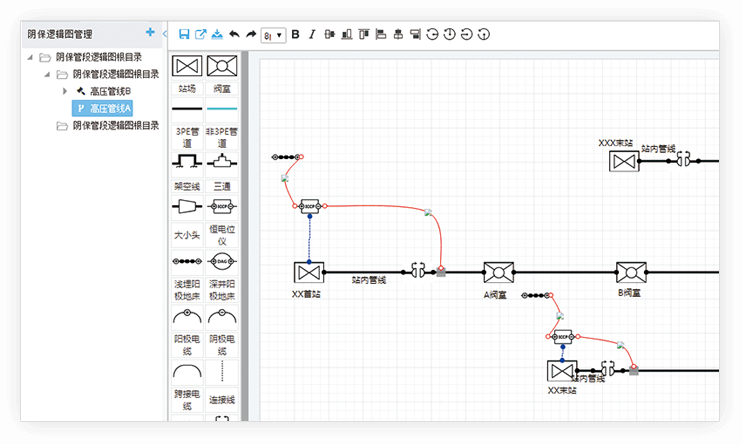 阴保逻辑图管理
阴保管段逻辑图根目录
阴保管段逻辑图根目录
高压管线B
高压管线A
阴保管段逻辑图根目录
8
B
I
站场
阀室
3PE管
道
非3PE管
道
架空线
三通
大小头
恒电位
仪
浅埋阳
极地床
深井阳
极地床
阳极电
缆
阴极电
缆
跨接电
缆
连接线
XXX末站
站内管线
XX首站
站内管线
A阀室
B阀室
XX末站
站内管线